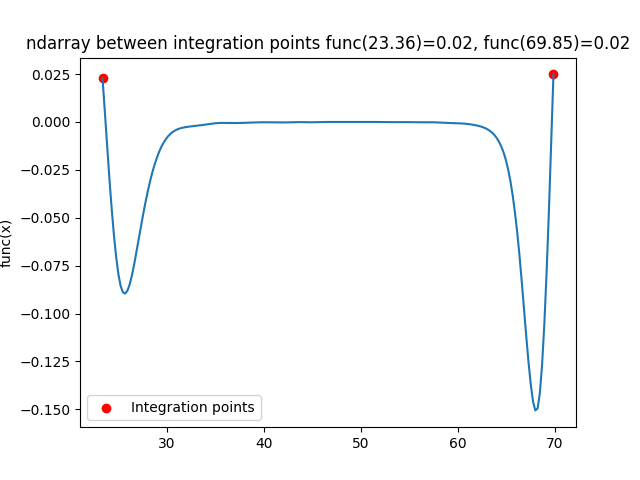 ndarray between integration points func(23.36)=0.02, func(69.85)=0.02
0.025
0.000
−0.025
−0.050
−0.075
−0.100
−0.125
−0.150
func(x)
Integration points
30 40 50 60 70